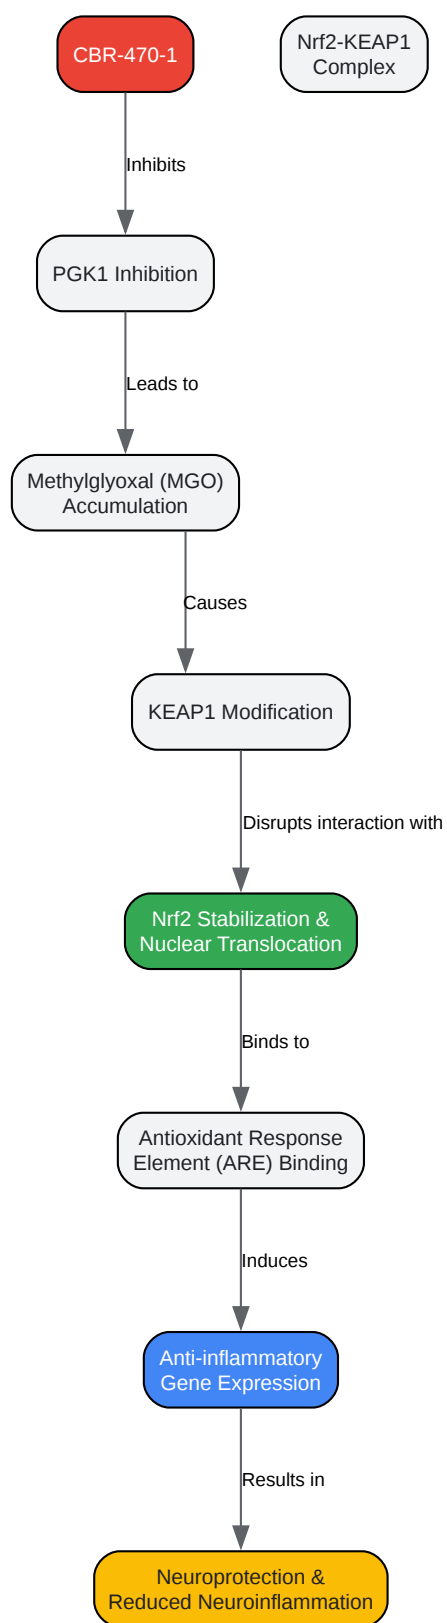 CBR-470-1
Nrf2-KEAP1
Complex
Inhibits
PGK1 Inhibition
Leads to
Methylglyoxal (MGO)
Accumulation
Causes
KEAP1 Modification
Disrupts interaction with
Nrf2 Stabilization &
Nuclear Translocation
Binds to
Antioxidant Response
Element (ARE) Binding
Induces
Anti-inflammatory
Gene Expression
Results in
Neuroprotection &
Reduced Neuroinflammation